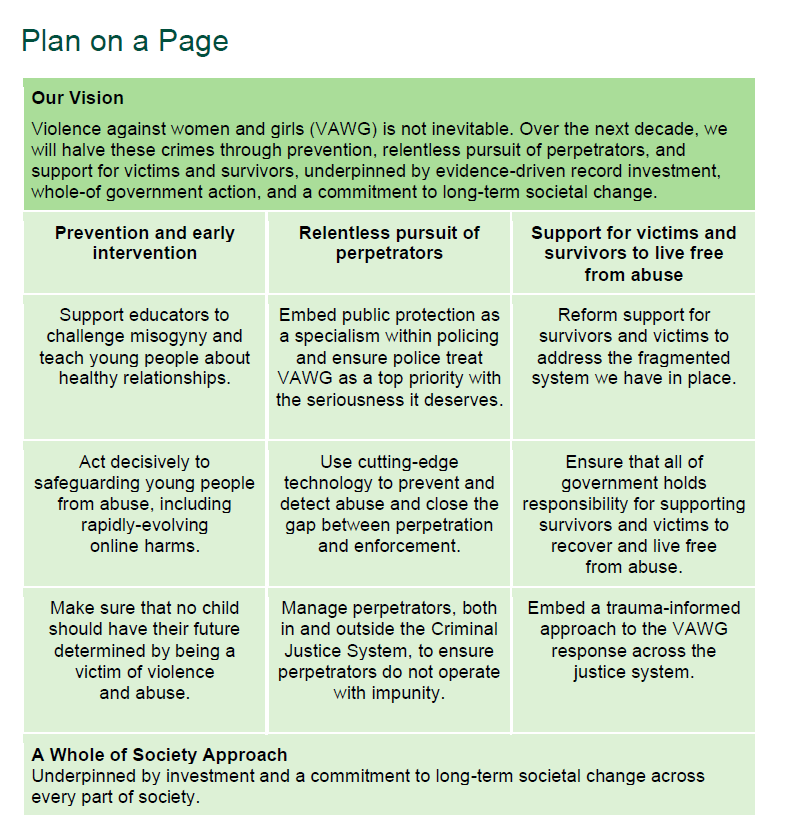 Plan on a Page
Our Vision
Violence against women and girls (VAWG) is not inevitable. Over the next decade, we
will halve these crimes through prevention, relentless pursuit of perpetrators, and
support for victims and survivors, underpinned by evidence-driven record investment,
whole-of government action, and a commitment to long-term societal change.
Prevention and early
intervention
Relentless pursuit of
perpetrators
Support for victims and
survivors to live free
from abuse
Support educators to
challenge misogyny and
teach young people about
healthy relationships.
Embed public protection as
a specialism within policing
and ensure police treat
VAWG as a top priority with
the seriousness it deserves.
Reform support for
survivors and victims to
address the fragmented
system we have in place.
Act decisively to
safeguarding young people
from abuse, including
rapidly-evolving
online harms.
Use cutting-edge
technology to prevent and
detect abuse and close the
gap between perpetration
and enforcement.
Ensure that all of
government holds
responsibility for supporting
survivors and victims to
recover and live free
from abuse.
Make sure that no child
should have their future
determined by being a
victim of violence
and abuse.
Manage perpetrators, both
in and outside the Criminal
Justice System, to ensure
perpetrators do not operate
with impunity.
Embed a trauma-informed
approach to the VAWG
response across the
justice system.
A Whole of Society Approach
Underpinned by investment and a commitment to long-term societal change across
every part of society.